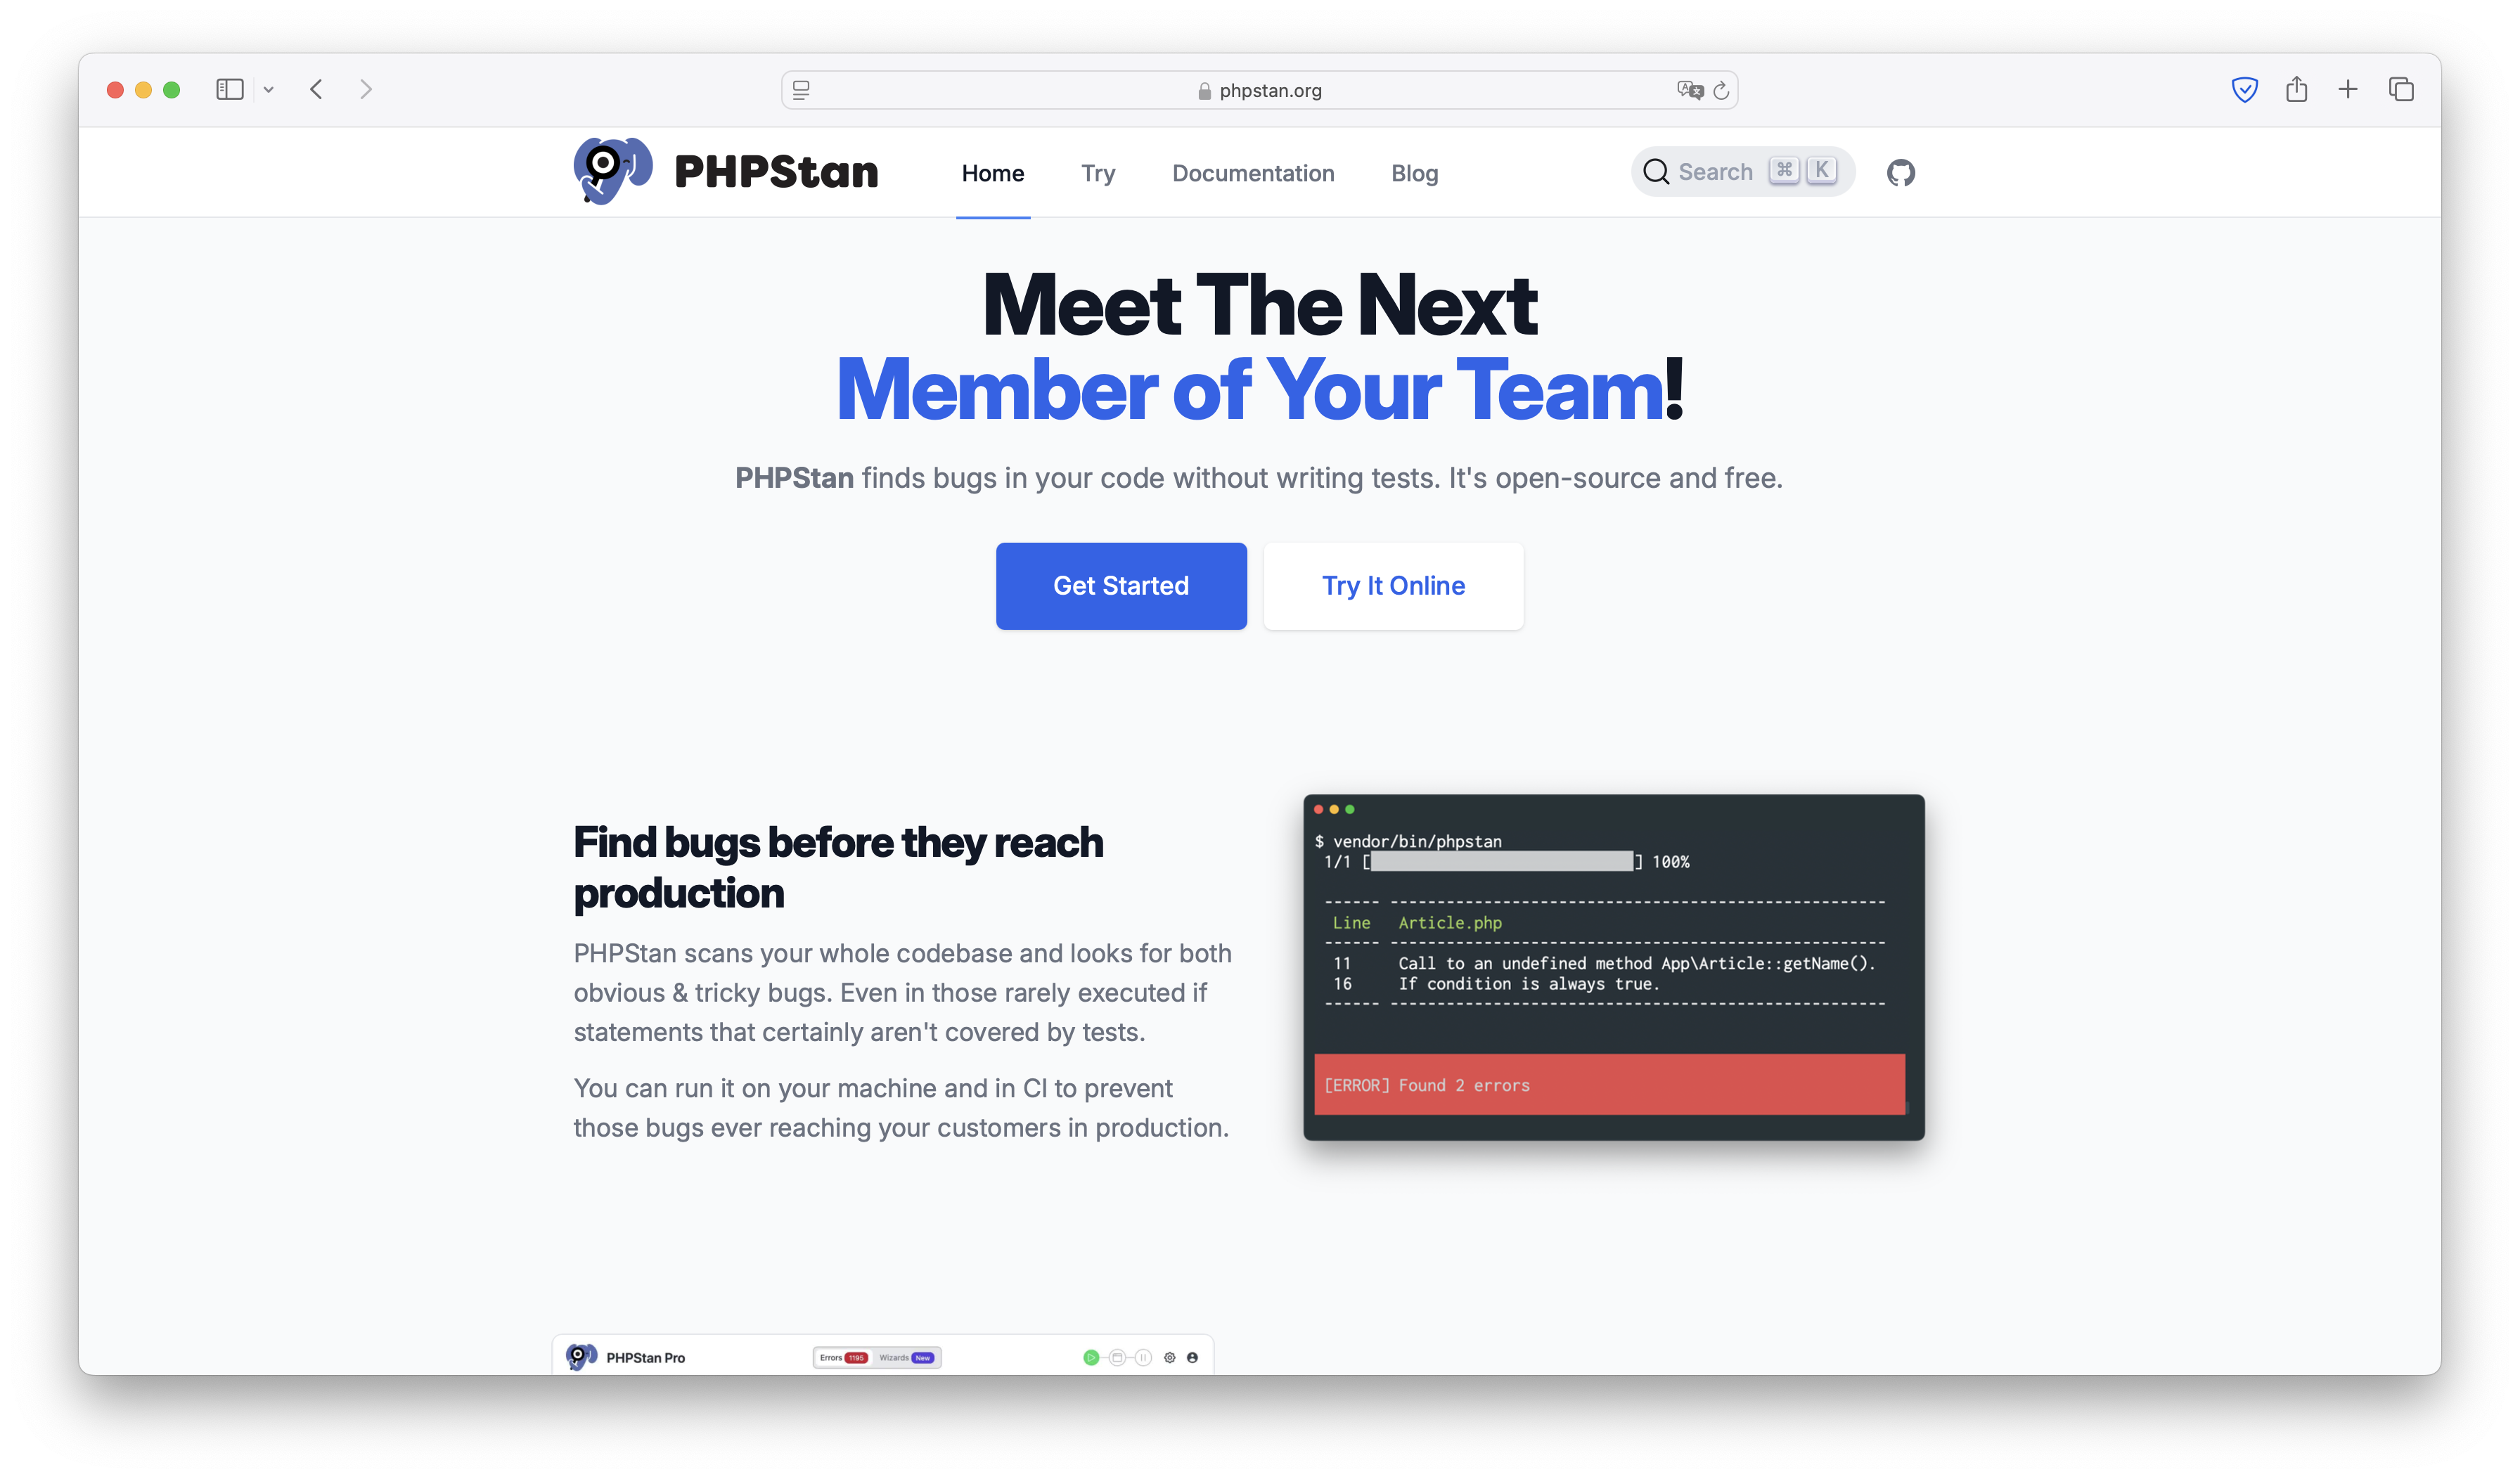 phpstan.org
PHPStan
Home
Try
Documentation
Blog
Search ⌘ K
Meet The Next
Member of Your Team!
PHPStan finds bugs in your code without writing tests. It's open-source and free.
Get Started
Try It Online
Find bugs before they reach
production
PHPStan scans your whole codebase and looks for both
obvious & tricky bugs. Even in those rarely executed if
statements that certainly aren't covered by tests.
You can run it on your machine and in CI to prevent
those bugs ever reaching your customers in production.
$ vendor/bin/phpstan
1/1 [                            ] 100%
------ -----------------------------------------------------
Line   Article.php
------ -----------------------------------------------------
11     Call to an undefined method App\Article::getName().
16     If condition is always true.
------ -----------------------------------------------------
[ERROR] Found 2 errors
PHPStan Pro
Errors 1195
Wizards New